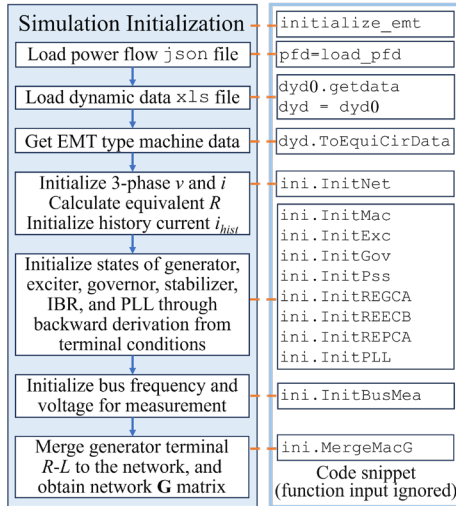 Simulation Initialization
initialize_emt
Load power flow json file
pfd=load_pfd
Load dynamic data xls file
dyd0.getdata
dyd = dyd0
Get EMT type machine data
dyd.ToEquiCirData
Initialize 3-phase v and i
Calculate equivalent R
Initialize history current i_hist
ini.InitNet
Initialize states of generator,
exciter, governor, stabilizer,
IBR, and PLL through
backward derivation from
terminal conditions
ini.InitMac
ini.InitExc
ini.InitGov
ini.InitPss
ini.InitREGCA
ini.InitREECB
ini.InitREPCA
ini.InitPLL
Initialize bus frequency and
voltage for measurement
ini.InitBusMea
Merge generator terminal
R-L to the network, and
obtain network G matrix
ini.MergeMacG
Code snippet
(function input ignored)